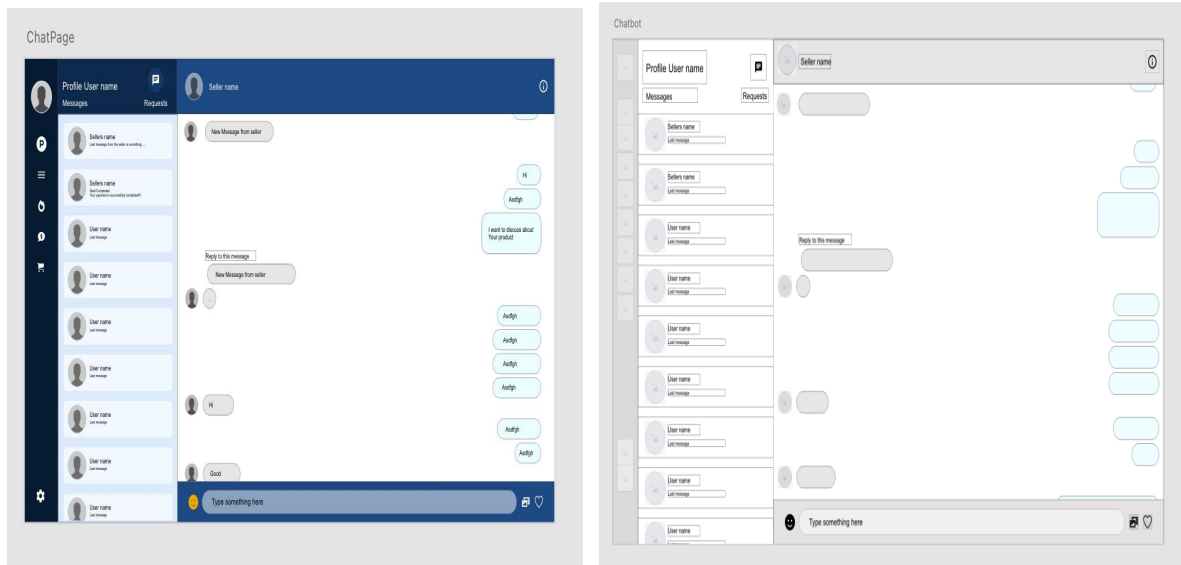 ChatPage
Profile User name
Messages Requests
Sellers name
Last message from the seller is something.....
Sellers name
Deal Completed
Your payment is successfully completed!!!
User name
Last message
User name
Last message
User name
Last message
User name
Last message
User name
Last message
User name
Last message
User name
Last message
Seller name
New Message from seller
Hi
Asdfgh
I want to discuss about
Your product
Reply to this message
New Message from seller
Asdfgh
Asdfgh
Asdfgh
Asdfgh
Hi
Asdfgh
Asdfgh
Good
Type something here
Chatbot
Profile User name
Messages Requests
Sellers name
Last message
Sellers name
Last message
User name
Last message
User name
Last message
User name
Last message
User name
Last message
User name
Last message
User name
Last message
User name
Seller name
Reply to this message
Type something here